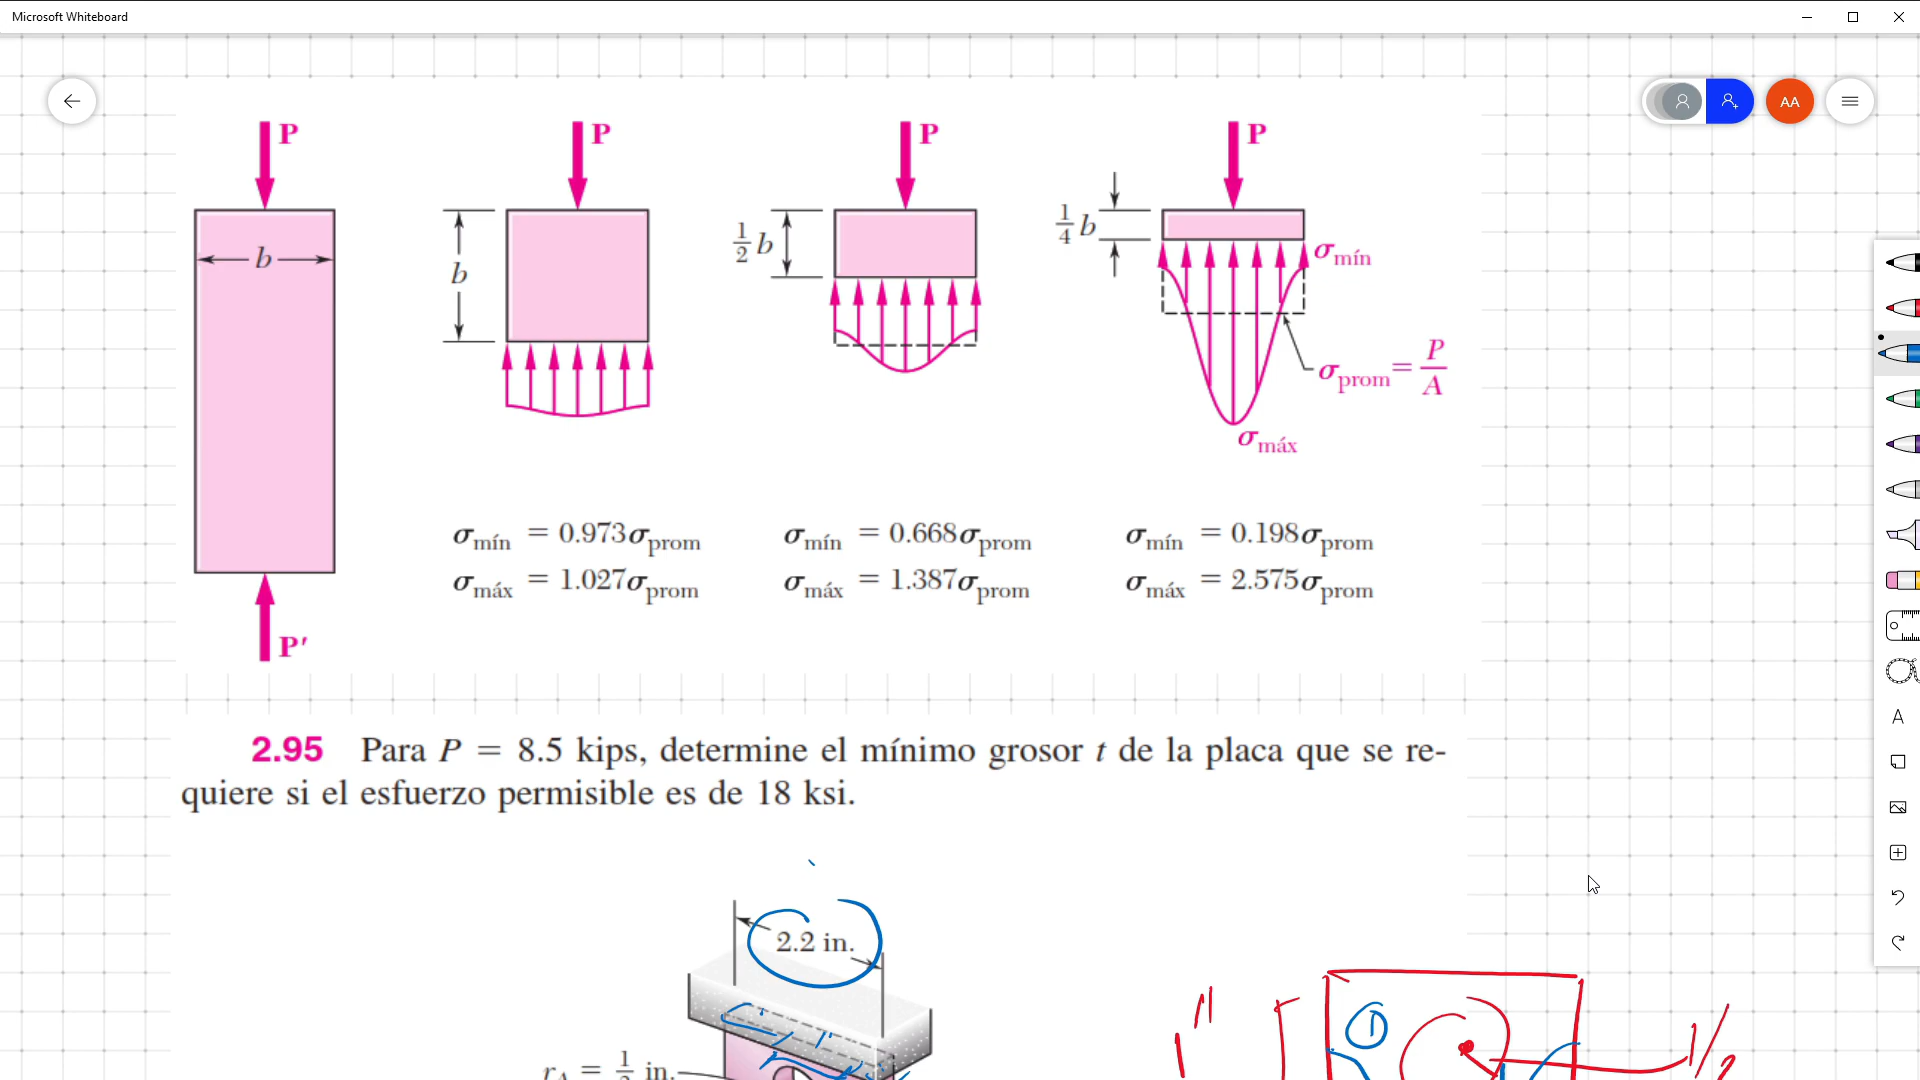 Microsoft Whiteboard
AA
P
P
P
P
b
b
1/2 b
1/4 b
σmín
σprom = P/A
σmáx
P′
σmín = 0.973σprom
σmáx = 1.027σprom
σmín = 0.668σprom
σmáx = 1.387σprom
σmín = 0.198σprom
σmáx = 2.575σprom
2.95 Para P = 8.5 kips, determine el mínimo grosor t de la placa que se re-
quiere si el esfuerzo permisible es de 18 ksi.
2.2 in.
1"
1
1/2
A